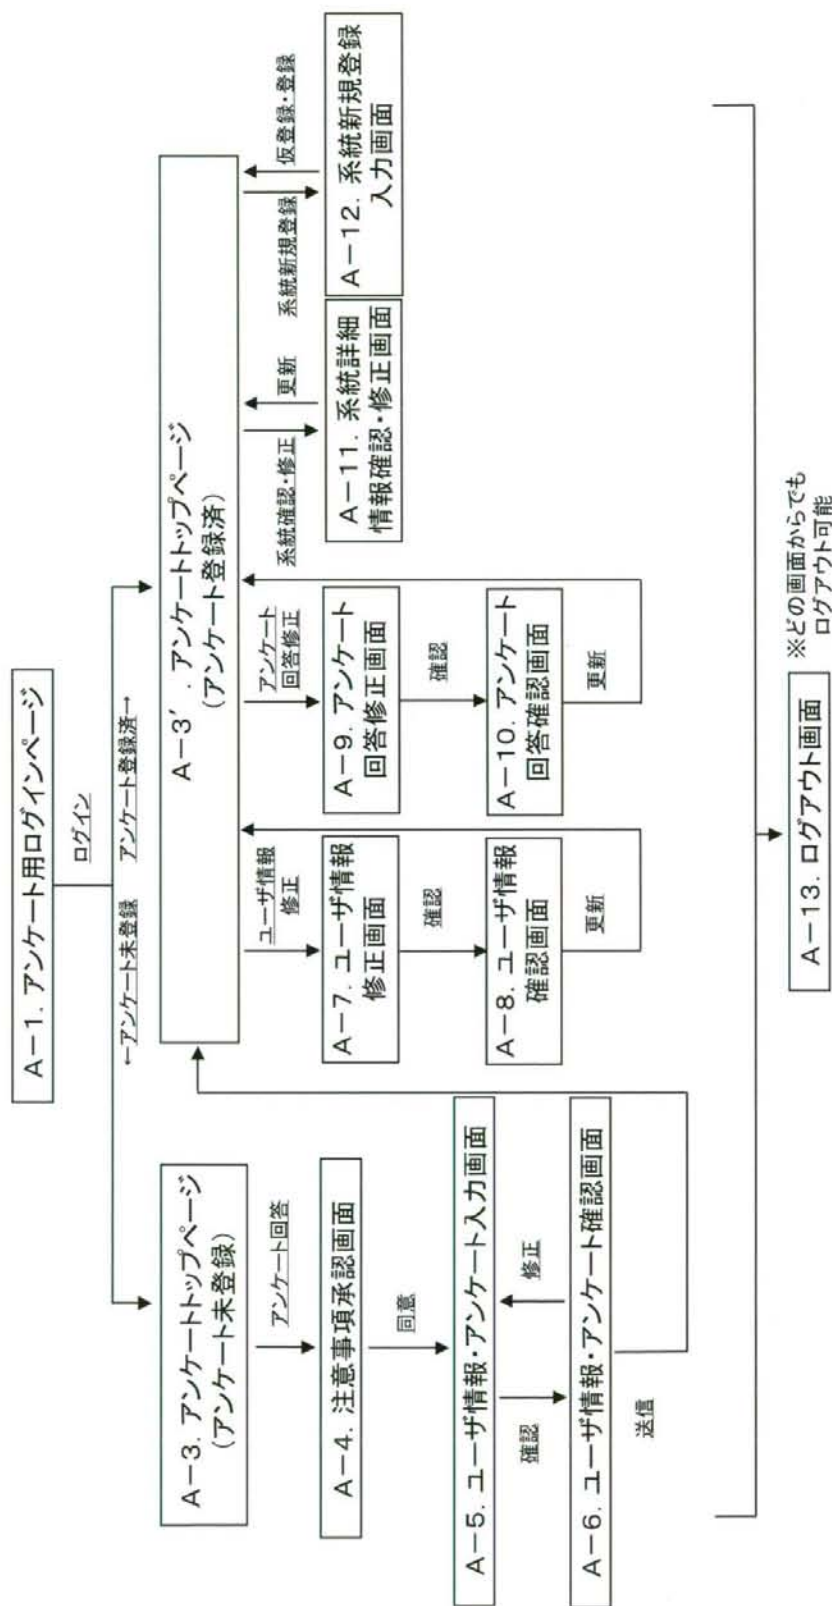 A-1. アンケート用ログインページ
ログイン
←アンケート未登録
アンケート登録済→
A-3. アンケートトップページ
(アンケート未登録)
A-3′. アンケートトップページ
(アンケート登録済)
アンケート回答
A-4. 注意事項承認画面
同意
A-5. ユーザ情報・アンケート入力画面
確認
修正
A-6. ユーザ情報・アンケート確認画面
送信
ユーザ情報
修正
A-7. ユーザ情報
修正画面
確認
A-8. ユーザ情報
確認画面
更新
アンケート
回答修正
A-9. アンケート
回答修正画面
確認
A-10. アンケート
回答確認画面
更新
系統確認・修正
更新
A-11. 系統詳細
情報確認・修正画面
系統新規登録
仮登録・登録
A-12. 系統新規登録
入力画面
A-13. ログアウト画面
※どの画面からでも
ログアウト可能